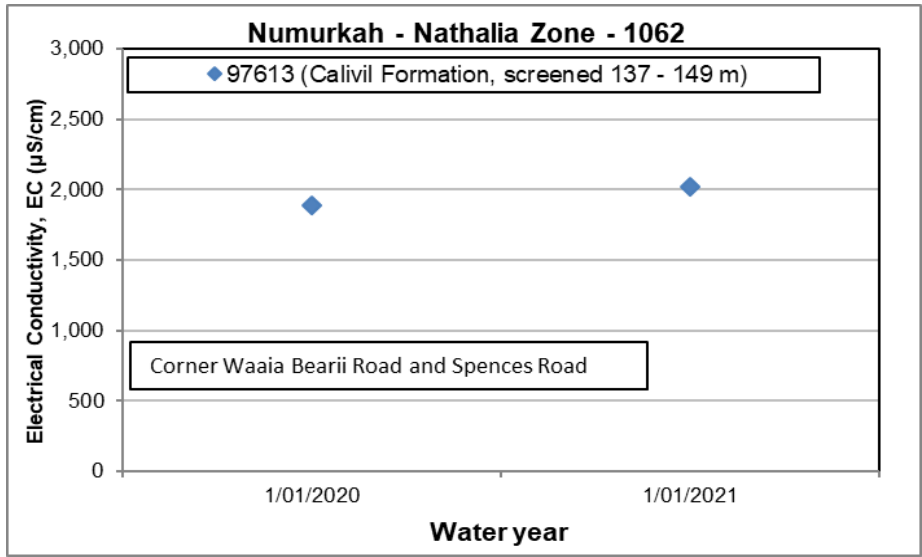 Numurkah - Nathalia Zone - 1062
97613 (Calivil Formation, screened 137 - 149 m)
Electrical Conductivity, EC (µS/cm)
3,000
2,500
2,000
1,500
1,000
500
0
Corner Waaia Bearii Road and Spences Road
1/01/2020 1/01/2021
Water year